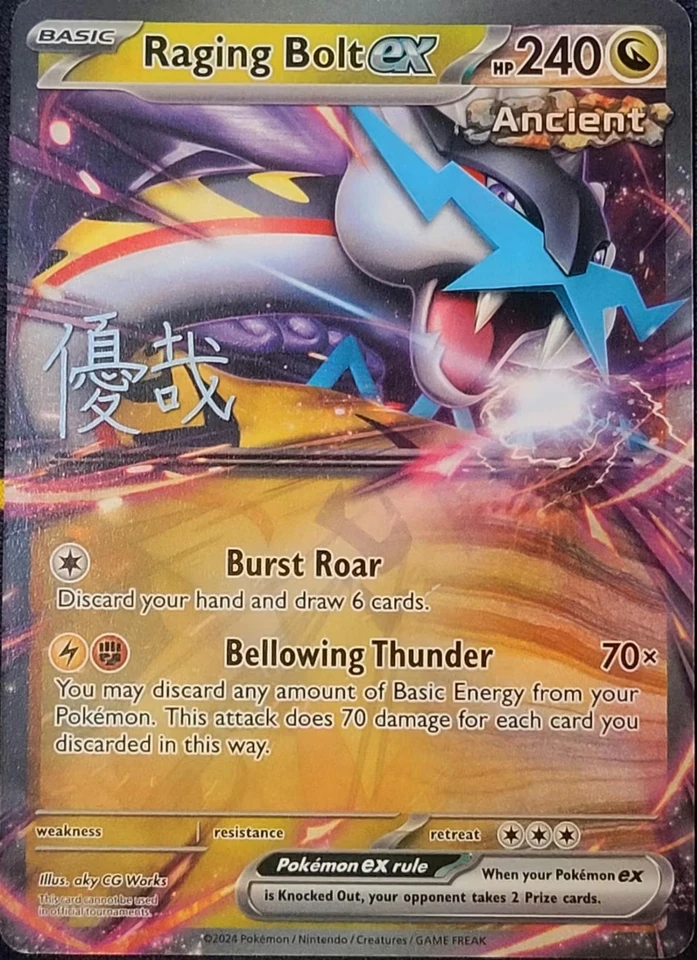 BASIC
Raging Bolt ex
HP 240
Ancient
優哉
Burst Roar
Discard your hand and draw 6 cards.
Bellowing Thunder 70×
You may discard any amount of Basic Energy from your
Pokémon. This attack does 70 damage for each card you
discarded in this way.
weakness resistance retreat
Illus. aky CG Works
This card cannot be used
in official tournaments.
Pokémon ex rule
When your Pokémon ex
is Knocked Out, your opponent takes 2 Prize cards.
©2024 Pokémon / Nintendo / Creatures / GAME FREAK